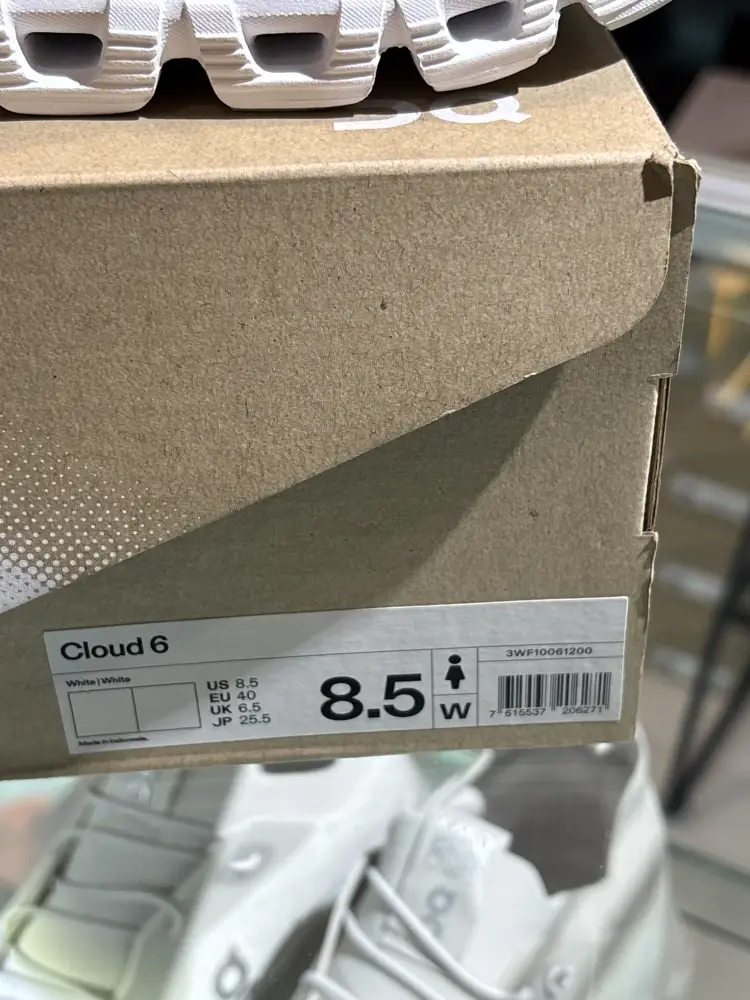 Cloud 6
White | White
US 8.5
EU 40
UK 6.5
JP 25.5
Made in Indonesia
8.5
W
3WF10061200
7 615537 206271